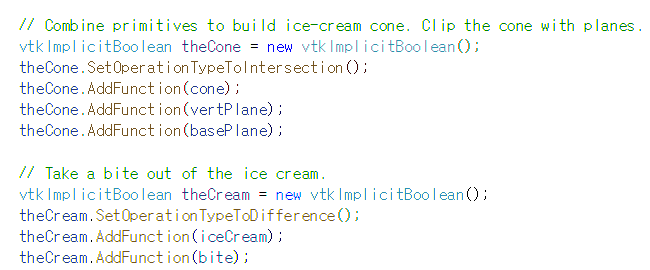 // Combine primitives to build ice-cream cone. Clip the cone with planes.
vtkImplicitBoolean theCone = new vtkImplicitBoolean();
theCone.SetOperationTypeToIntersection();
theCone.AddFunction(cone);
theCone.AddFunction(vertPlane);
theCone.AddFunction(basePlane);
// Take a bite out of the ice cream.
vtkImplicitBoolean theCream = new vtkImplicitBoolean();
theCream.SetOperationTypeToDifference();
theCream.AddFunction(iceCream);
theCream.AddFunction(bite);